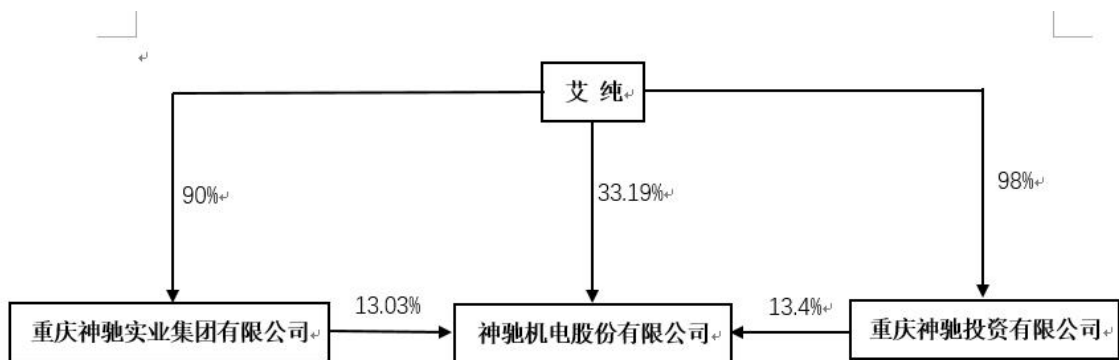 艾 纯
90%
33.19%
98%
13.03%
13.4%
重庆神驰实业集团有限公司
神驰机电股份有限公司
重庆神驰投资有限公司